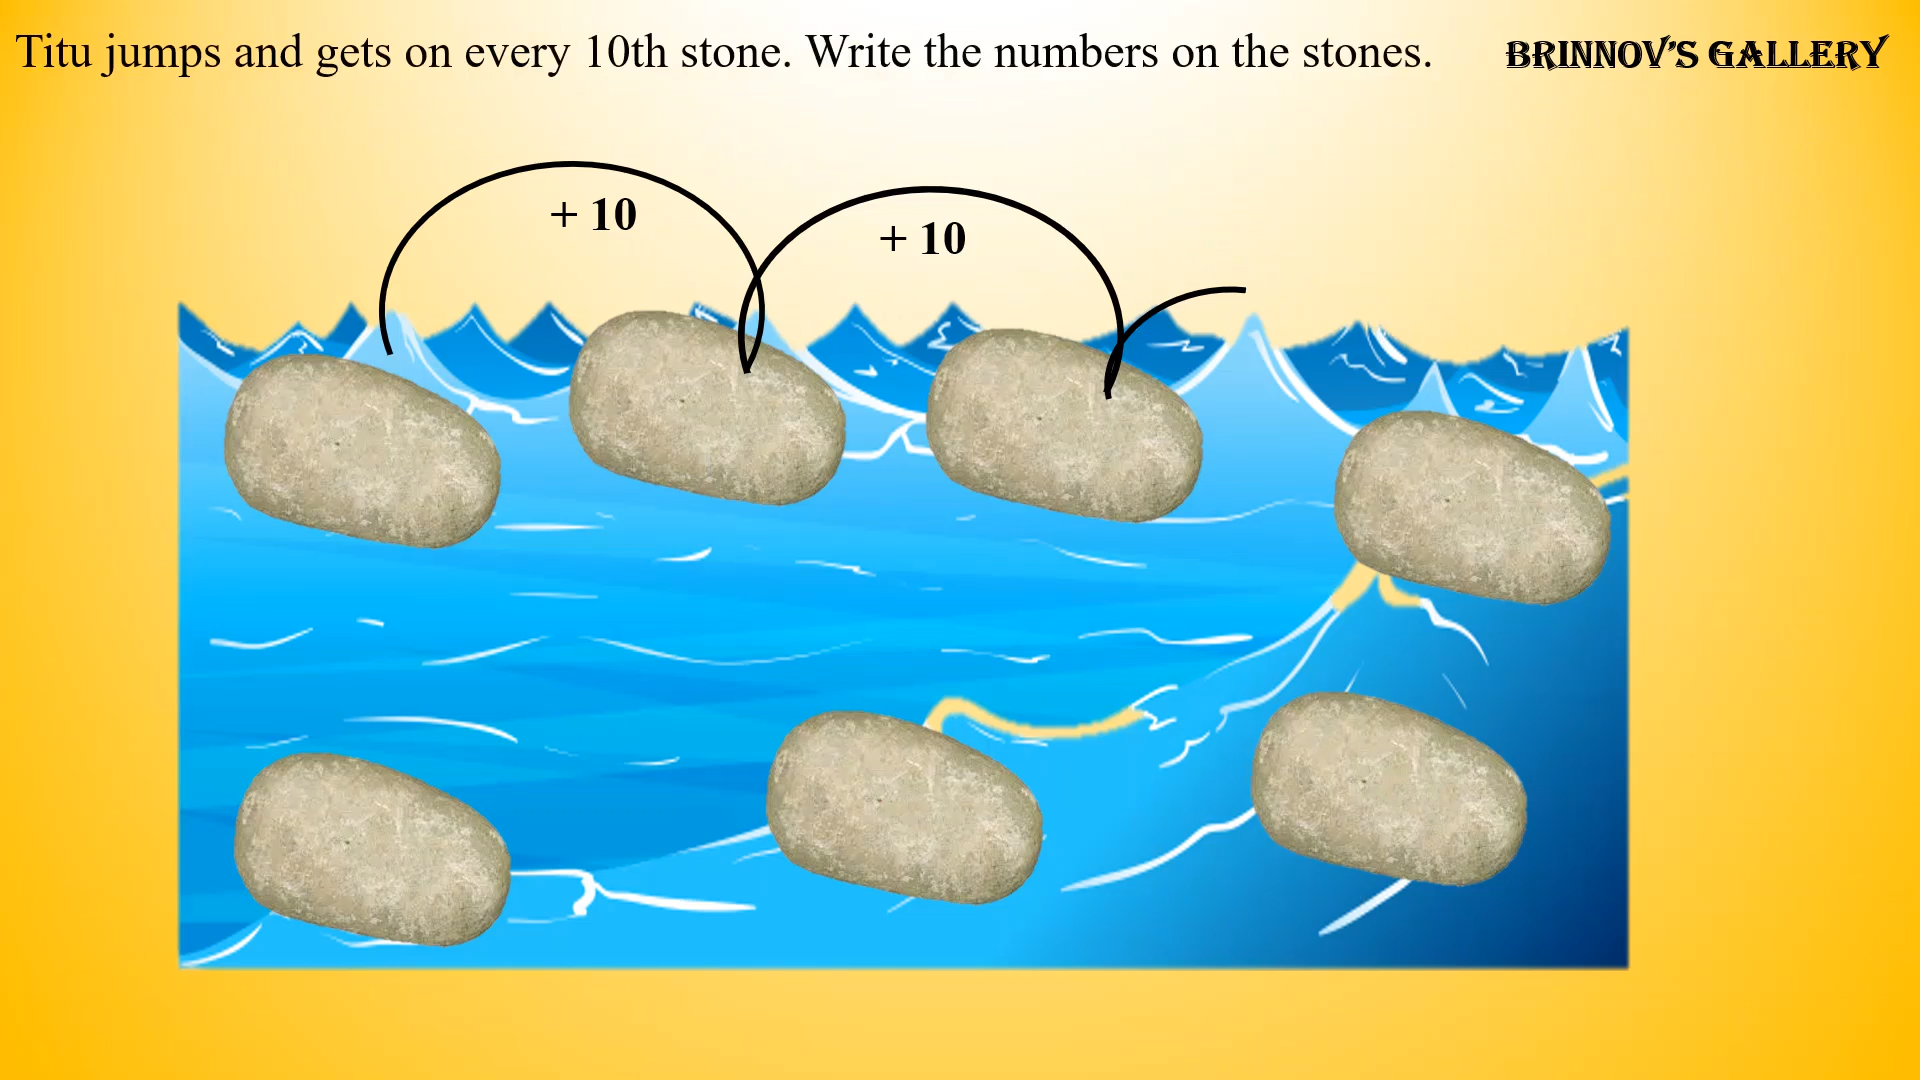 Titu jumps and gets on every 10th stone. Write the numbers on the stones.
BRINNOV'S GALLERY
+ 10
+ 10